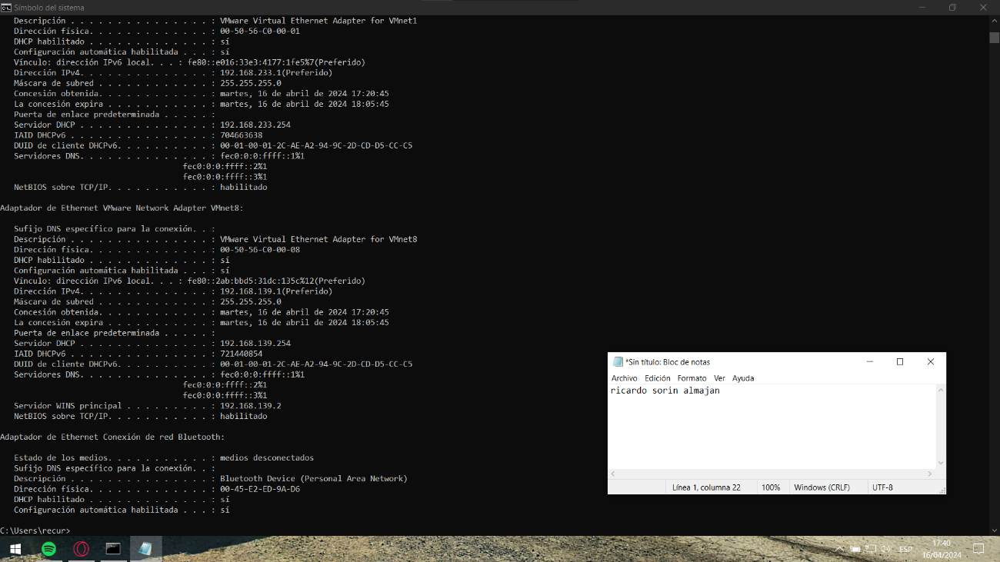 Símbolo del sistema
   Descripción . . . . . . . . . . . . . . . : VMware Virtual Ethernet Adapter for VMnet1
   Dirección física. . . . . . . . . . . . . : 00-50-56-C0-00-01
   DHCP habilitado . . . . . . . . . . . . . : sí
   Configuración automática habilitada . . . : sí
   Vínculo: dirección IPv6 local. . . : fe80::e016:33e3:4177:1fe5%7(Preferido)
   Dirección IPv4. . . . . . . . . . . . . . : 192.168.233.1(Preferido)
   Máscara de subred . . . . . . . . . . . . : 255.255.255.0
   Concesión obtenida. . . . . . . . . . . . : martes, 16 de abril de 2024 17:20:45
   La concesión expira . . . . . . . . . . . : martes, 16 de abril de 2024 18:05:45
   Puerta de enlace predeterminada . . . . . :
   Servidor DHCP . . . . . . . . . . . . . . : 192.168.233.254
   IAID DHCPv6 . . . . . . . . . . . . . . . : 704663638
   DUID de cliente DHCPv6. . . . . . . . . . : 00-01-00-01-2C-AE-A2-94-9C-2D-CD-D5-CC-C5
   Servidores DNS. . . . . . . . . . . . . . : fec0:0:0:ffff::1%1
                                       fec0:0:0:ffff::2%1
                                       fec0:0:0:ffff::3%1
   NetBIOS sobre TCP/IP. . . . . . . . . . . : habilitado
Adaptador de Ethernet VMware Network Adapter VMnet8:
   Sufijo DNS específico para la conexión. . :
   Descripción . . . . . . . . . . . . . . . : VMware Virtual Ethernet Adapter for VMnet8
   Dirección física. . . . . . . . . . . . . : 00-50-56-C0-00-08
   DHCP habilitado . . . . . . . . . . . . . : sí
   Configuración automática habilitada . . . : sí
   Vínculo: dirección IPv6 local. . . : fe80::2ab:bbd5:31dc:135c%12(Preferido)
   Dirección IPv4. . . . . . . . . . . . . . : 192.168.139.1(Preferido)
   Máscara de subred . . . . . . . . . . . . : 255.255.255.0
   Concesión obtenida. . . . . . . . . . . . : martes, 16 de abril de 2024 17:20:45
   La concesión expira . . . . . . . . . . . : martes, 16 de abril de 2024 18:05:45
   Puerta de enlace predeterminada . . . . . :
   Servidor DHCP . . . . . . . . . . . . . . : 192.168.139.254
   IAID DHCPv6 . . . . . . . . . . . . . . . : 721440854
   DUID de cliente DHCPv6. . . . . . . . . . : 00-01-00-01-2C-AE-A2-94-9C-2D-CD-D5-CC-C5
   Servidores DNS. . . . . . . . . . . . . . : fec0:0:0:ffff::1%1
                                       fec0:0:0:ffff::2%1
                                       fec0:0:0:ffff::3%1
   Servidor WINS principal . . . . . . . . . : 192.168.139.2
   NetBIOS sobre TCP/IP. . . . . . . . . . . : habilitado
Adaptador de Ethernet Conexión de red Bluetooth:
   Estado de los medios. . . . . . . . . . . : medios desconectados
   Sufijo DNS específico para la conexión. . :
   Descripción . . . . . . . . . . . . . . . : Bluetooth Device (Personal Area Network)
   Dirección física. . . . . . . . . . . . . : 00-45-E2-ED-9A-D6
   DHCP habilitado . . . . . . . . . . . . . : sí
   Configuración automática habilitada . . . : sí
C:\Users\recur>
*Sin título: Bloc de notas
Archivo Edición Formato Ver Ayuda
ricardo sorin almajan
Línea 1, columna 22 100% Windows (CRLF) UTF-8
ESP
17:40
16/04/2024